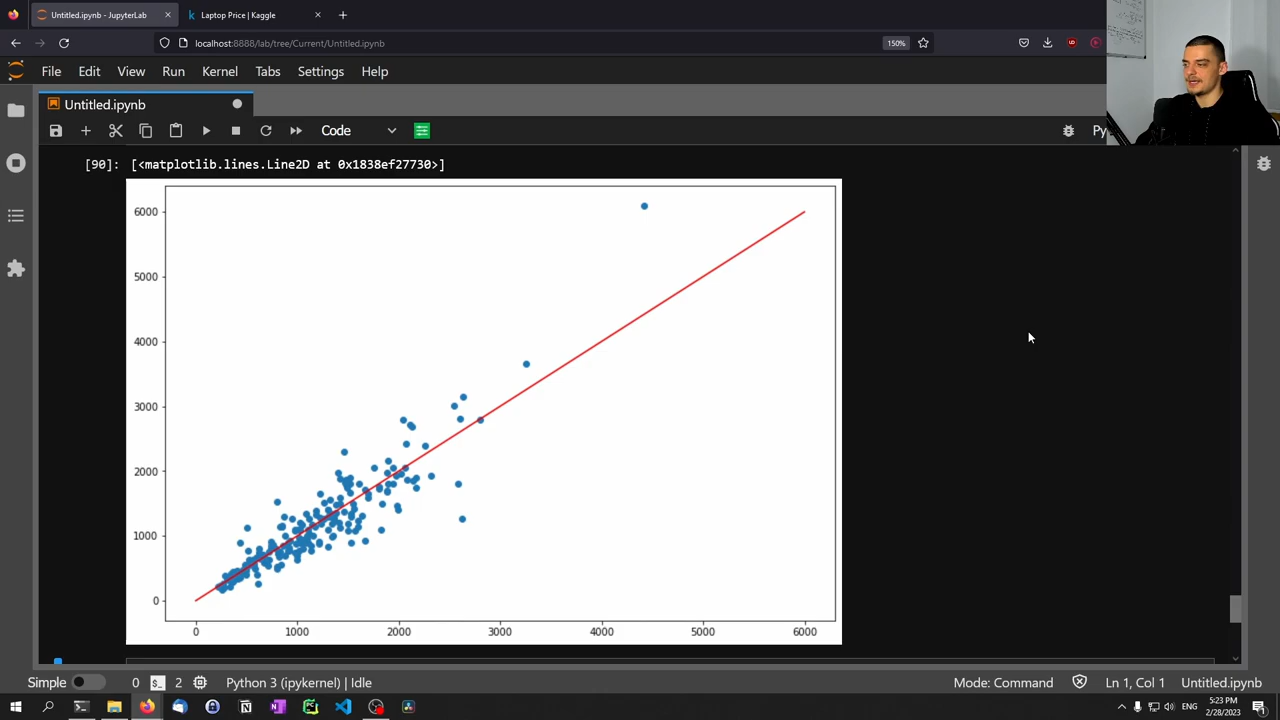 Untitled.ipynb - JupyterLab
Laptop Price | Kaggle
localhost:8888/lab/tree/Current/Untitled.ipynb
150%
File Edit View Run Kernel Tabs Settings Help
Untitled.ipynb
Code
Py
[90]: [<matplotlib.lines.Line2D at 0x1838ef27730>]
6000
5000
4000
3000
2000
1000
0
0 1000 2000 3000 4000 5000 6000
Simple 0 $_ 2 Python 3 (ipykernel) | Idle Mode: Command Ln 1, Col 1 Untitled.ipynb
ENG 5:23 PM
2/28/2023